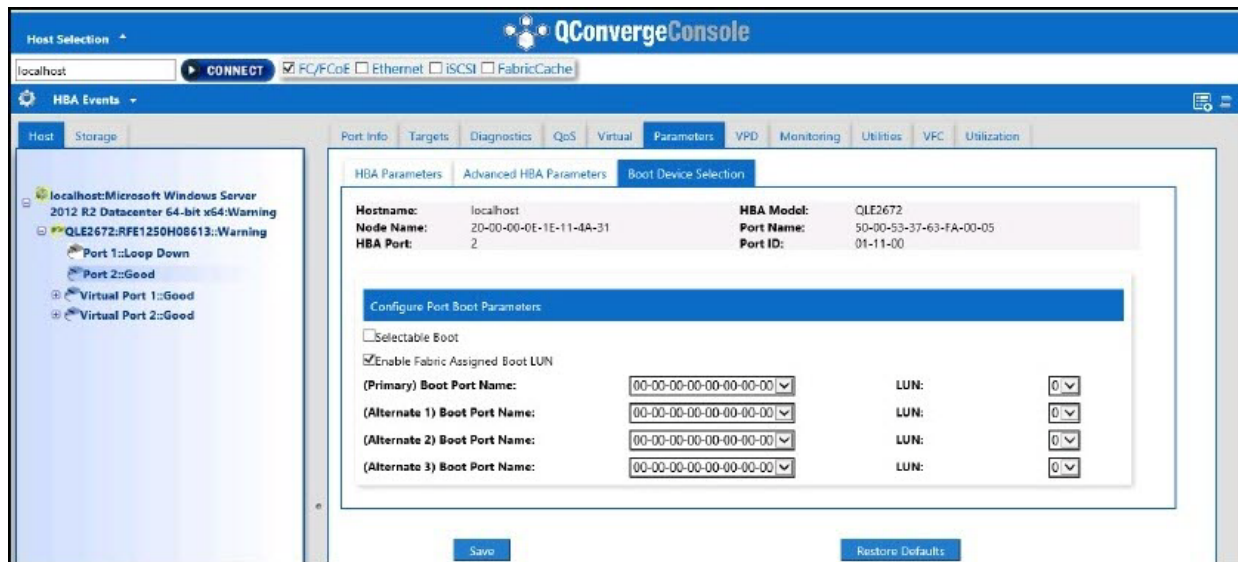 Host Selection
QConvergeConsole
localhost
CONNECT
FC/FCoE Ethernet iSCSI FabricCache
HBA Events
Host Storage
localhost:Microsoft Windows Server
2012 R2 Datacenter 64-bit x64:Warning
QLE2672:RFE1250H08613::Warning
Port 1::Loop Down
Port 2::Good
Virtual Port 1::Good
Virtual Port 2::Good
Port Info Targets Diagnostics QoS Virtual Parameters VPD Monitoring Utilities VFC Utilization
HBA Parameters Advanced HBA Parameters Boot Device Selection
Hostname: localhost HBA Model: QLE2672
Node Name: 20-00-00-0E-1E-11-4A-31 Port Name: 50-00-53-37-63-FA-00-05
HBA Port: 2 Port ID: 01-11-00
Configure Port Boot Parameters
Selectable Boot
Enable Fabric Assigned Boot LUN
(Primary) Boot Port Name: 00-00-00-00-00-00-00-00 LUN: 0
(Alternate 1) Boot Port Name: 00-00-00-00-00-00-00-00 LUN: 0
(Alternate 2) Boot Port Name: 00-00-00-00-00-00-00-00 LUN: 0
(Alternate 3) Boot Port Name: 00-00-00-00-00-00-00-00 LUN: 0
Save Restore Defaults